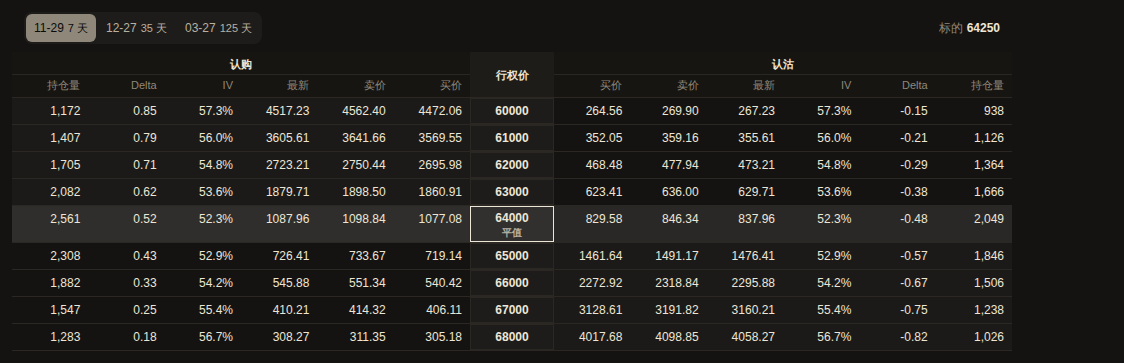 11-29 7 天 12-27 35 天 03-27 125 天 标的 64250
认购 行权价 认沽
持仓量 Delta IV 最新 卖价 买价 买价 卖价 最新 IV Delta 持仓量
1,172 0.85 57.3% 4517.23 4562.40 4472.06 60000 264.56 269.90 267.23 57.3% -0.15 938
1,407 0.79 56.0% 3605.61 3641.66 3569.55 61000 352.05 359.16 355.61 56.0% -0.21 1,126
1,705 0.71 54.8% 2723.21 2750.44 2695.98 62000 468.48 477.94 473.21 54.8% -0.29 1,364
2,082 0.62 53.6% 1879.71 1898.50 1860.91 63000 623.41 636.00 629.71 53.6% -0.38 1,666
2,561 0.52 52.3% 1087.96 1098.84 1077.08 64000 829.58 846.34 837.96 52.3% -0.48 2,049
平值
2,308 0.43 52.9% 726.41 733.67 719.14 65000 1461.64 1491.17 1476.41 52.9% -0.57 1,846
1,882 0.33 54.2% 545.88 551.34 540.42 66000 2272.92 2318.84 2295.88 54.2% -0.67 1,506
1,547 0.25 55.4% 410.21 414.32 406.11 67000 3128.61 3191.82 3160.21 55.4% -0.75 1,238
1,283 0.18 56.7% 308.27 311.35 305.18 68000 4017.68 4098.85 4058.27 56.7% -0.82 1,026